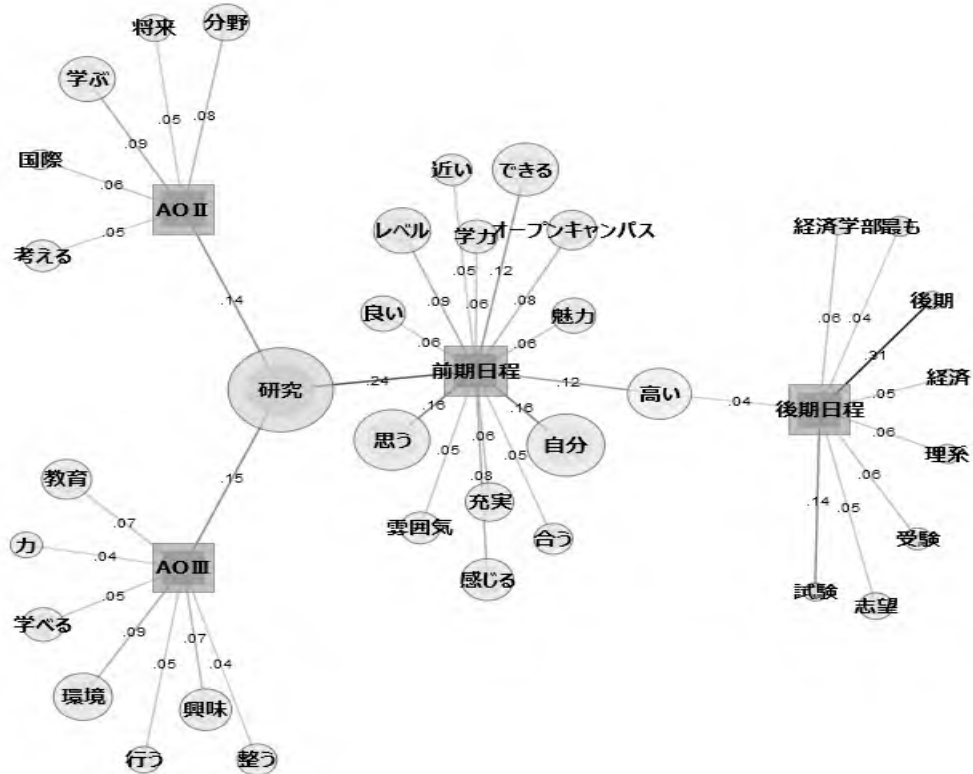 将来
分野
学ぶ
.05
.08
.09
国際
.06
AOⅡ
.05
考える
.14
近い
できる
レベル
学力
オープンキャンパス
.05
.12
.09
.06
.08
良い
魅力
.06
.06
前期日程
研究
.24
.12
高い
.04
経済学部
最も
後期
.06
.04
.31
経済
.05
後期日程
.06
理系
.06
.14
.05
受験
試験
志望
.16
.16
思う
自分
.05
.06
.05
.08
充実
雰囲気
合う
感じる
.15
教育
.07
力
.04
AOⅢ
.05
学べる
.09
.07
.05
.04
環境
興味
行う
整う